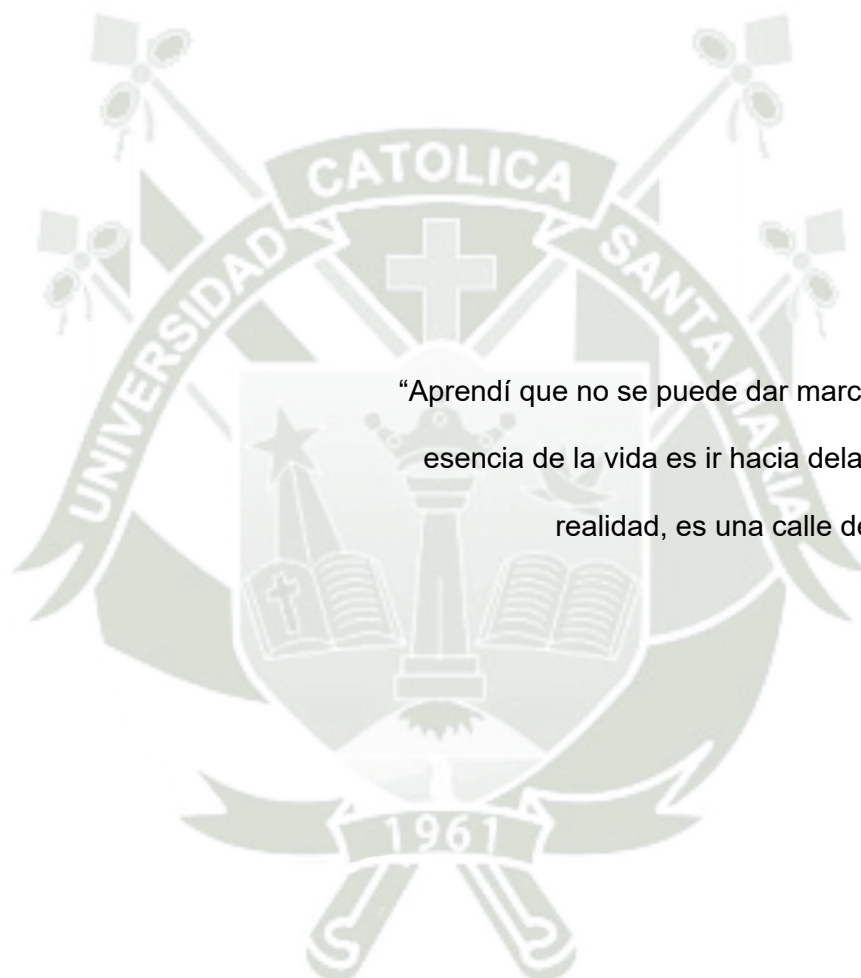 UNIVERSIDAD CATOLICA SANTA MARIA
“Aprendí que no se puede dar marc
esencia de la vida es ir hacia dela
realidad, es una calle de
1961